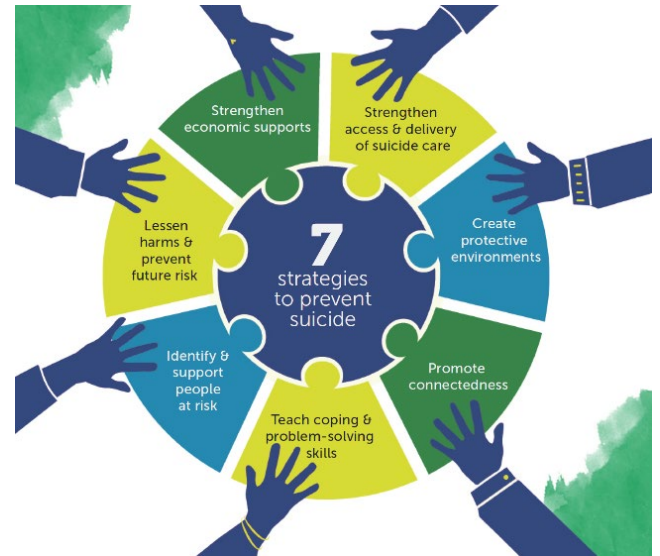 Strengthen
economic supports
Strengthen
access & delivery
of suicide care
Create
protective
environments
Promote
connectedness
Teach coping &
problem-solving
skills
Identify &
support
people
at risk
Lessen
harms &
prevent
future risk
7
strategies
to prevent
suicide